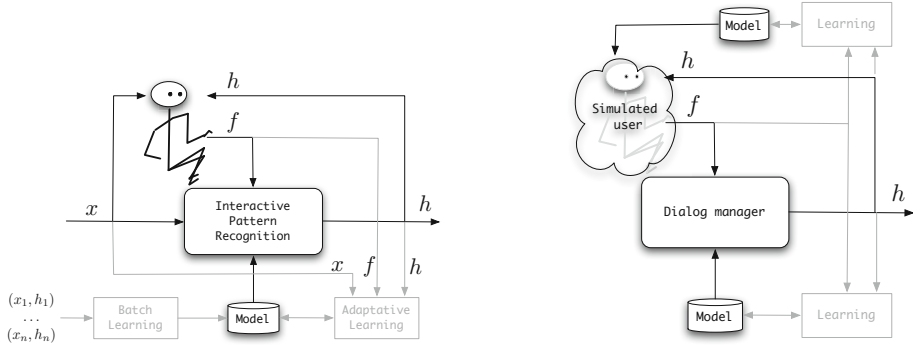 h
f
x
Interactive
Pattern
Recognition
h
x
f
h
(x₁, h₁)
...
(xₙ, hₙ)
Batch
Learning
Model
Adaptative
Learning
Model
Learning
h
Simulated
user
f
Dialog manager
h
Model
Learning